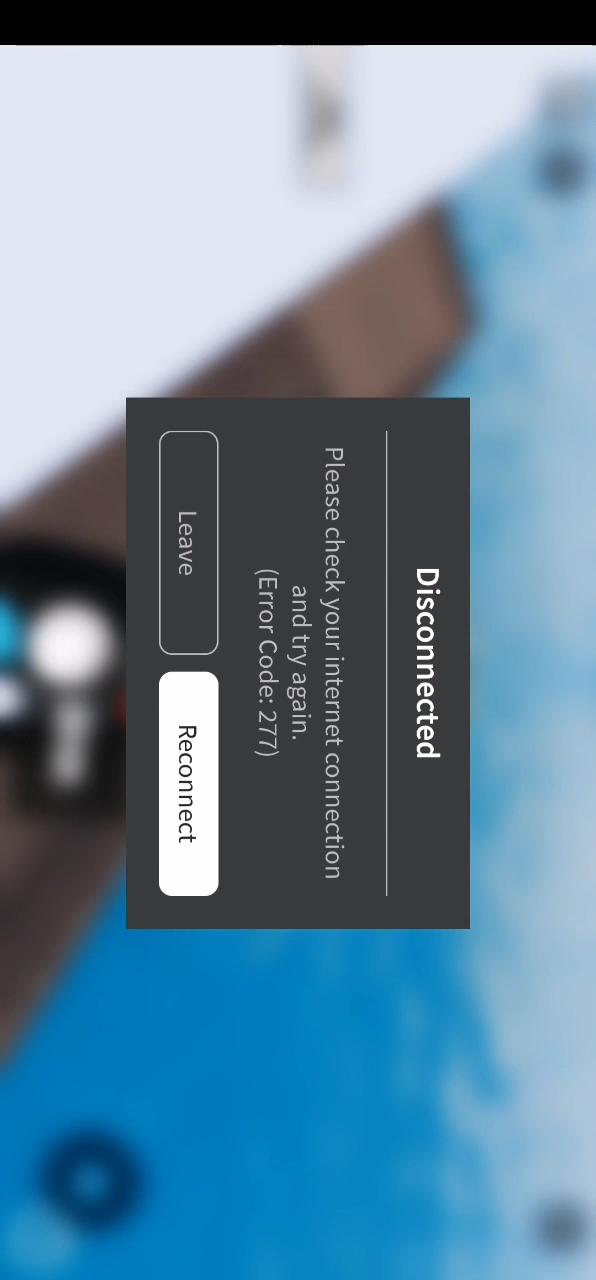 Disconnected
Please check your internet connection
and try again.
(Error Code: 277)
Leave
Reconnect